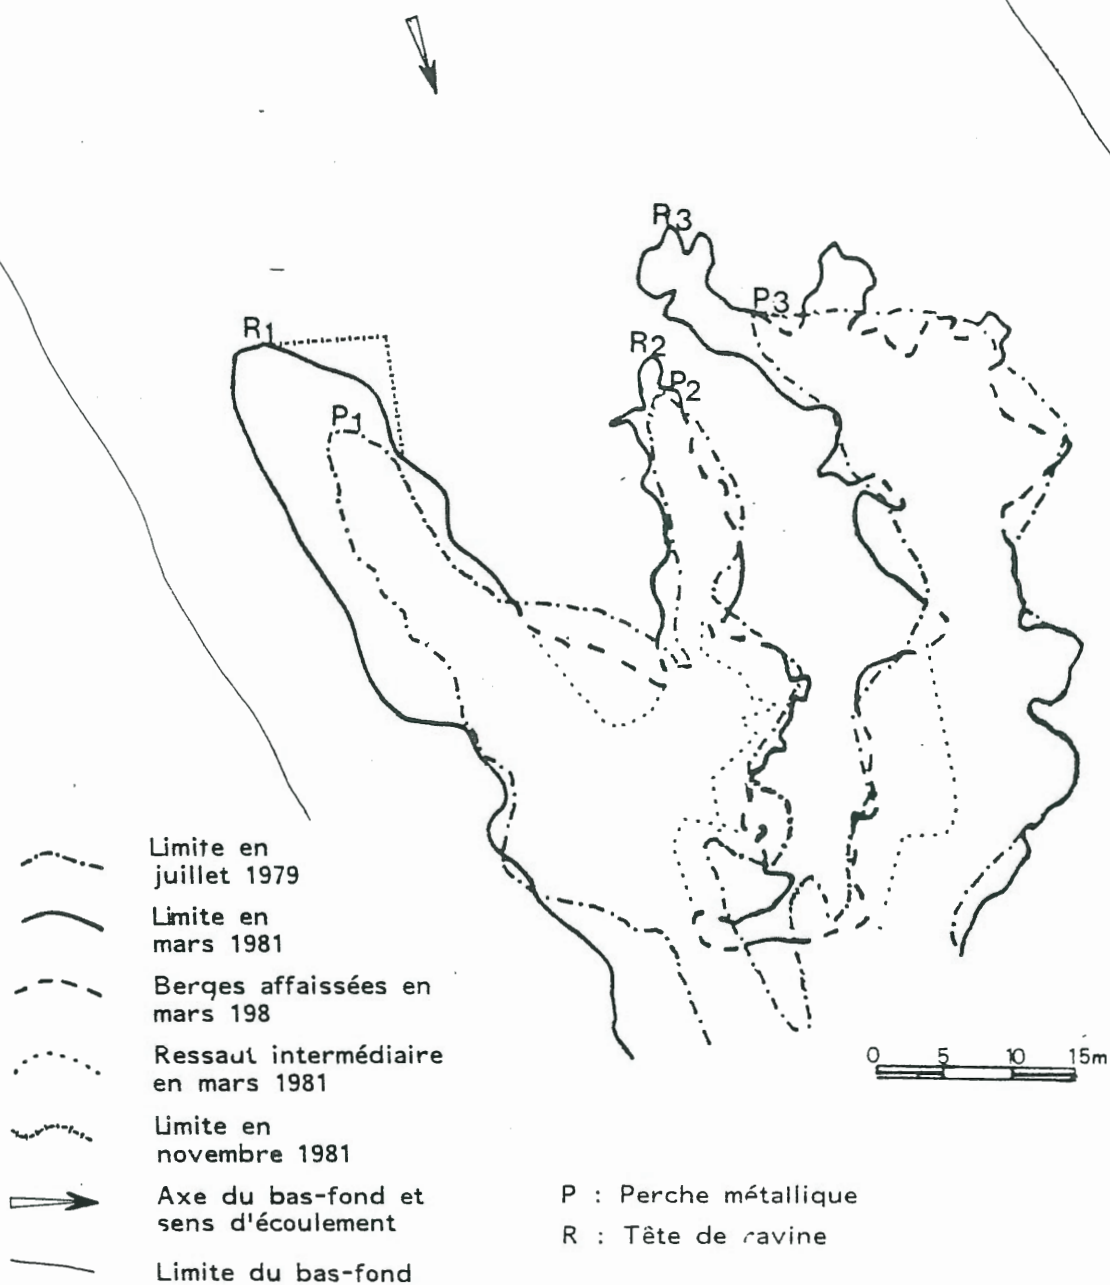 R3
P3
R1
R2
P2
P1
Limite en
juillet 1979
Limite en
mars 1981
Berges affaissées en
mars 198
0 5 10 15m
Ressaut intermédiaire
en mars 1981
Limite en
novembre 1981
Axe du bas-fond et
sens d'écoulement
P : Perche métallique
R : Tête de ravine
Limite du bas-fond